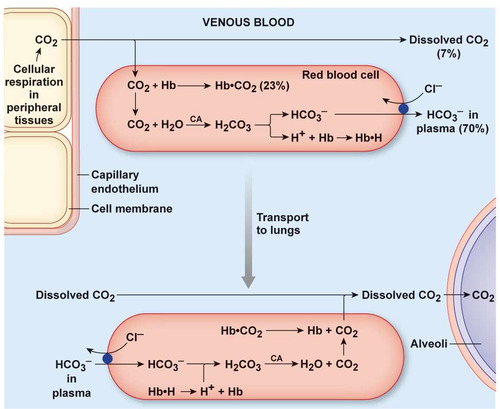 VENOUS BLOOD
CO₂
Dissolved CO₂
(7%)
Cellular
respiration
in
peripheral
tissues
Red blood cell
CO₂ + Hb → Hb•CO₂ (23%)
Cl–
CO₂ + H₂O CA → H₂CO₃
HCO₃–
HCO₃– in
plasma (70%)
H+ + Hb → Hb•H
Capillary
endothelium
Cell membrane
Transport
to lungs
Dissolved CO₂
Dissolved CO₂ → CO₂
Hb•CO₂ → Hb + CO₂
Cl–
Alveoli
HCO₃–
in
plasma
HCO₃– → H₂CO₃ CA → H₂O + CO₂
Hb•H → H+ + Hb